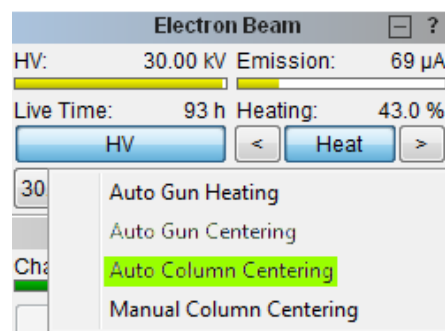 Electron Beam — ?
HV: 30.00 kV Emission: 69 µA
Live Time: 93 h Heating: 43.0 %
HV < Heat >
30
Auto Gun Heating
Auto Gun Centering
Auto Column Centering
Manual Column Centering